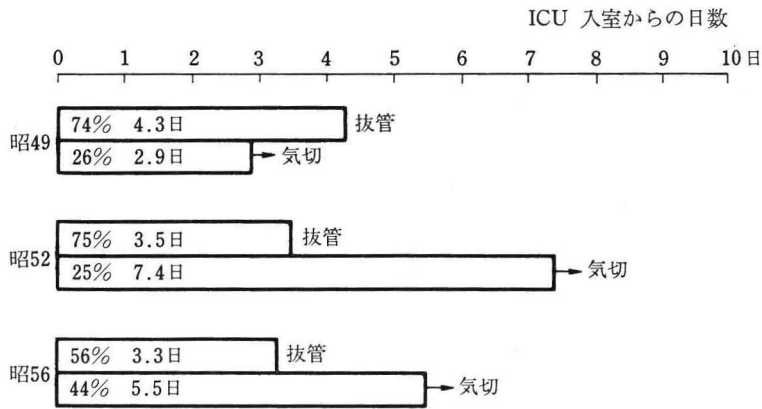 ICU 入室からの日数
0 1 2 3 4 5 6 7 8 9 10日
昭49
74% 4.3日 抜管
26% 2.9日 気切
昭52
75% 3.5日 抜管
25% 7.4日 気切
昭56
56% 3.3日 抜管
44% 5.5日 気切